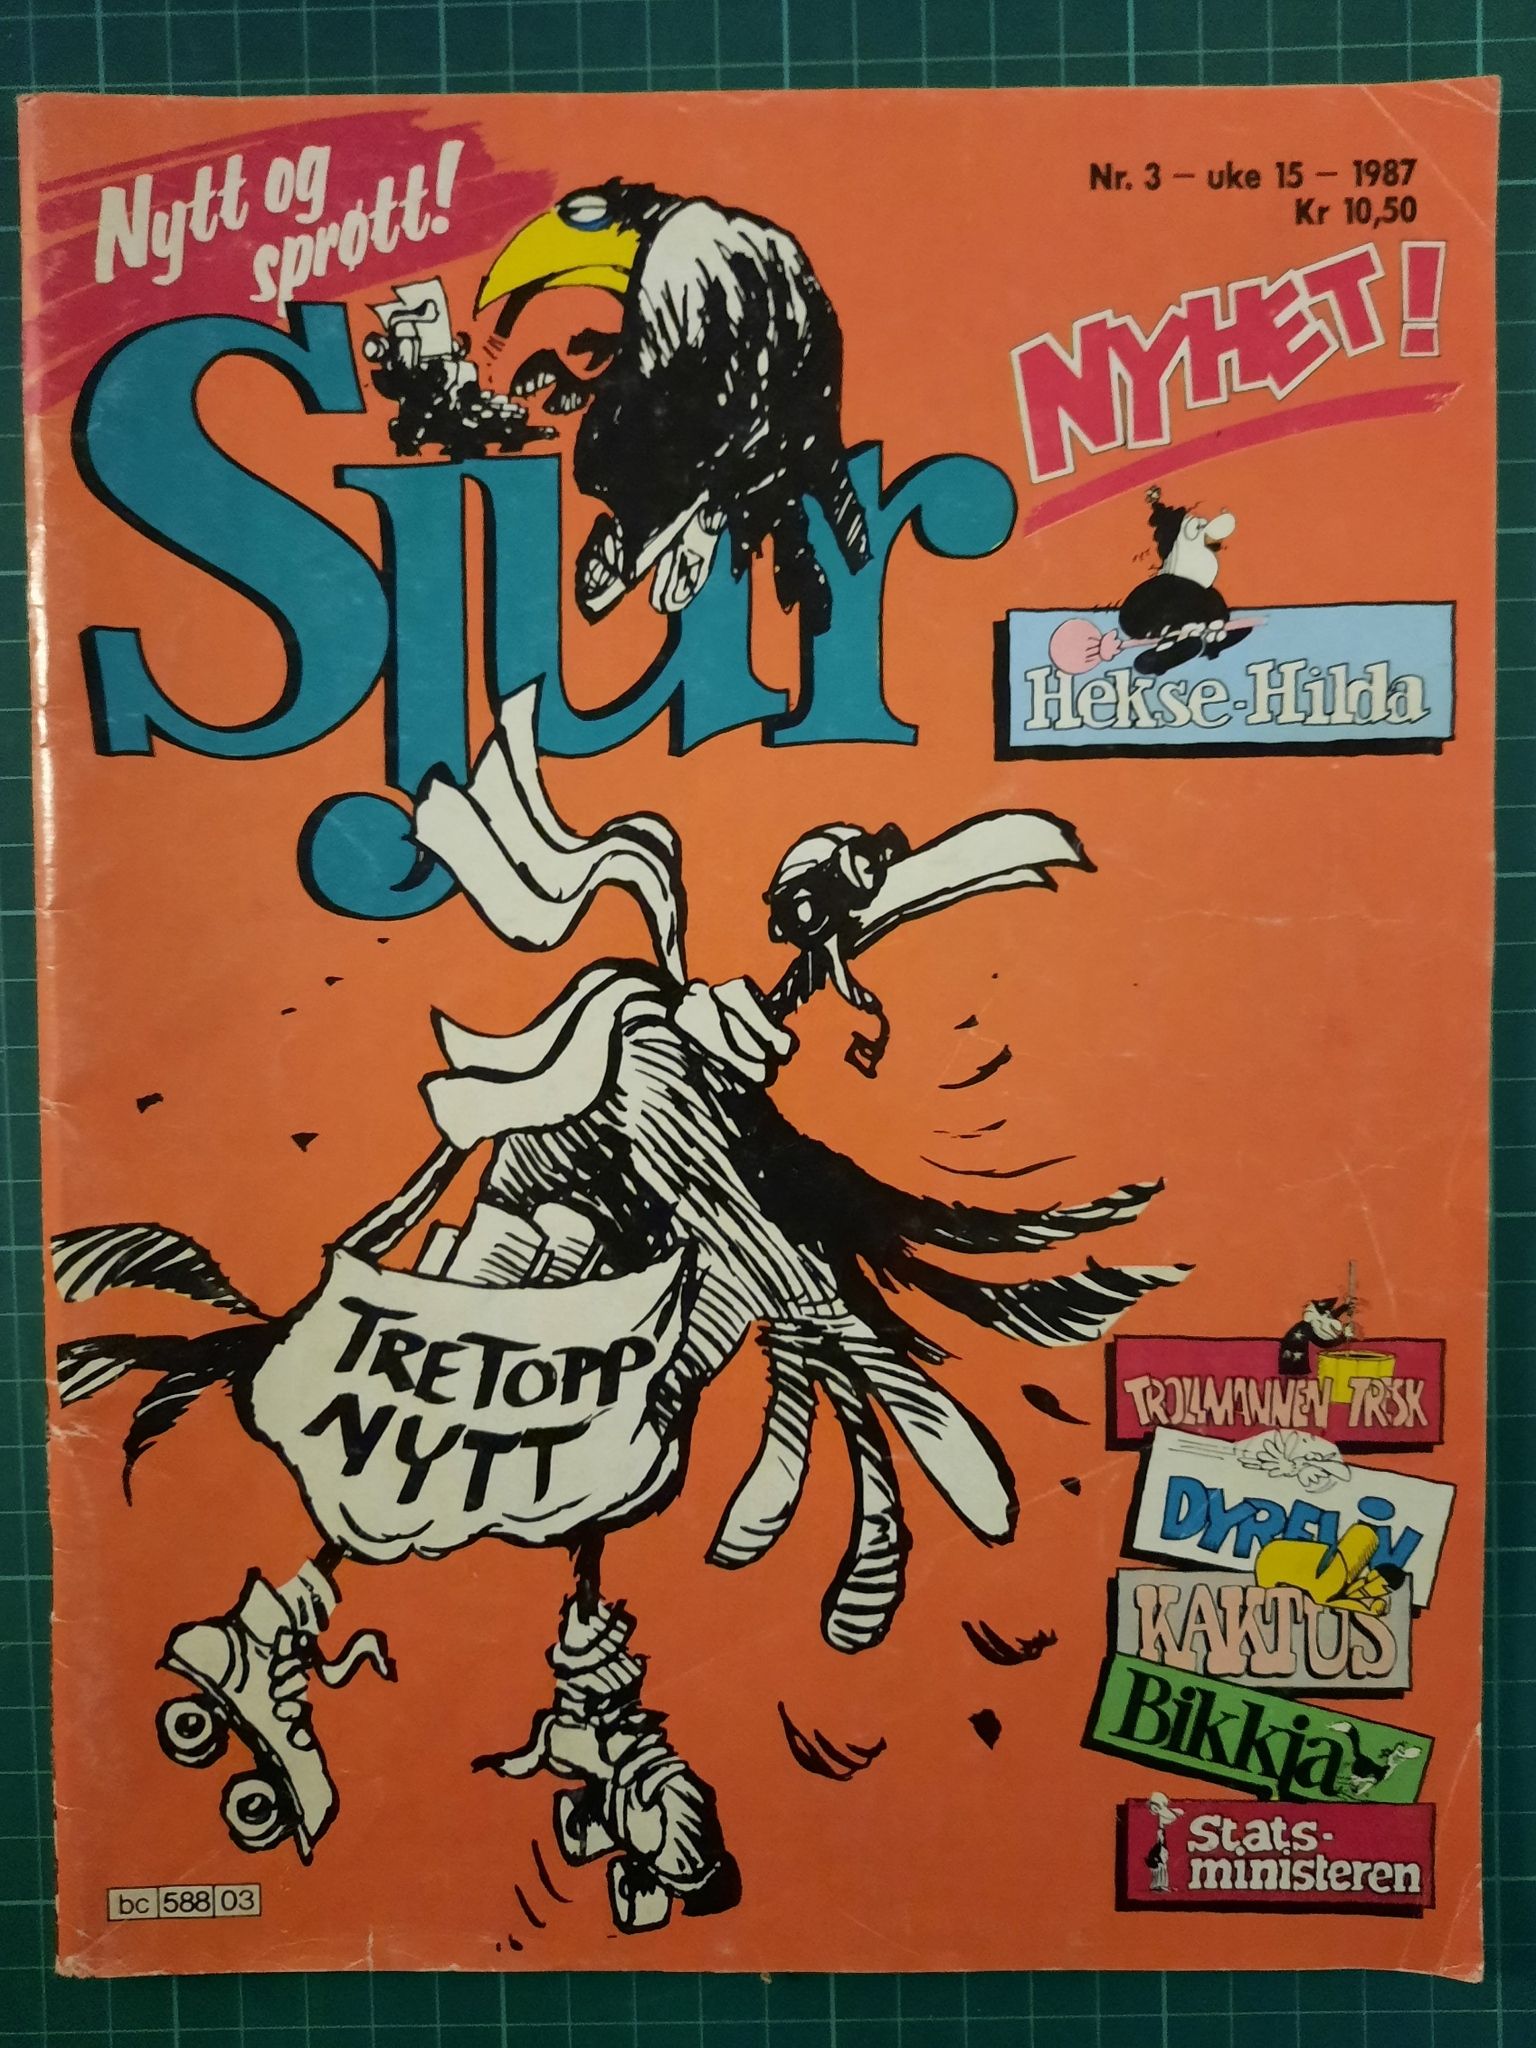 Nytt og
sprøtt!
Nr. 3 – uke 15 – 1987
Kr 10,50
Sjur
NYHET!
Hekse-Hilda
TRETOPP
NYTT
TROLLMANNEN TRISK
DYRELIV
KAKTUS
Bikkja
Stats-
ministeren
bc 588 03